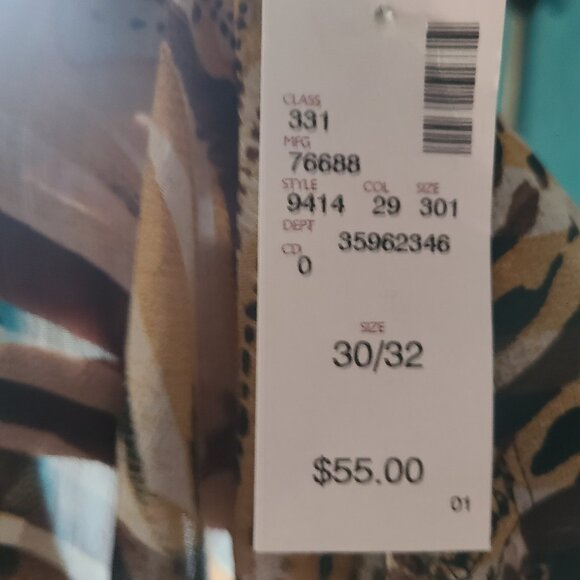 CLASS
331
MFG
76688
STYLE COL SIZE
9414 29 301
DEPT
35962346
CD
0
SIZE
30/32
$55.00
01